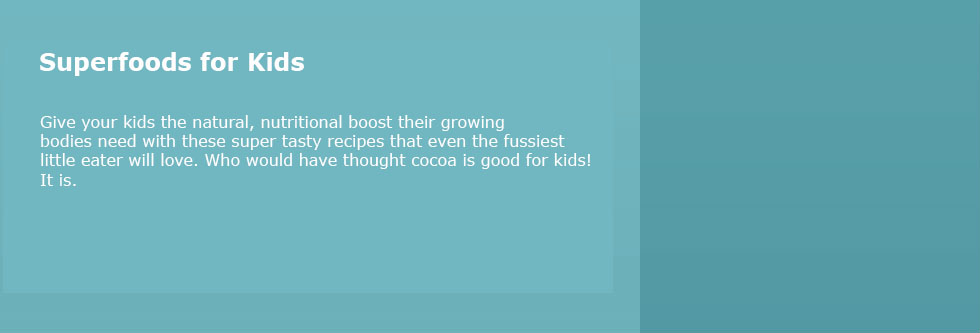 Superfoods for Kids
Give your kids the natural, nutritional boost their growing
bodies need with these super tasty recipes that even the fussiest
little eater will love. Who would have thought cocoa is good for kids!
It is.